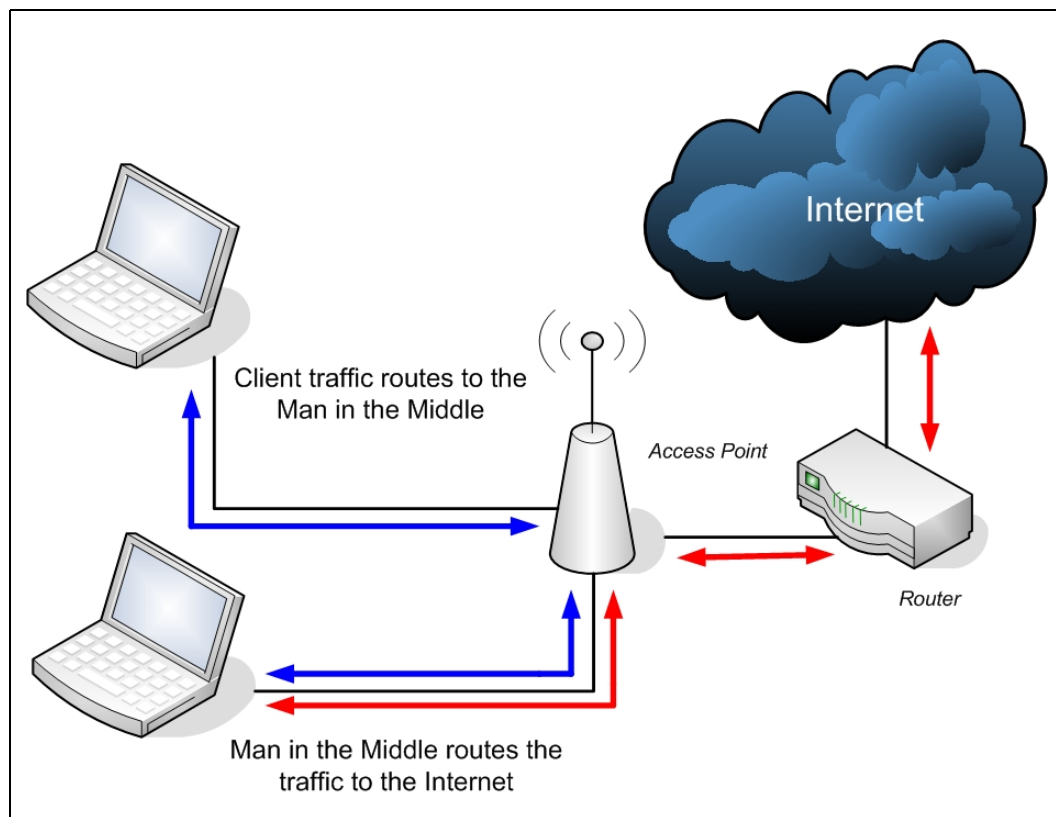 Internet
Client traffic routes to the
Man in the Middle
Access Point
Router
Man in the Middle routes the
traffic to the Internet